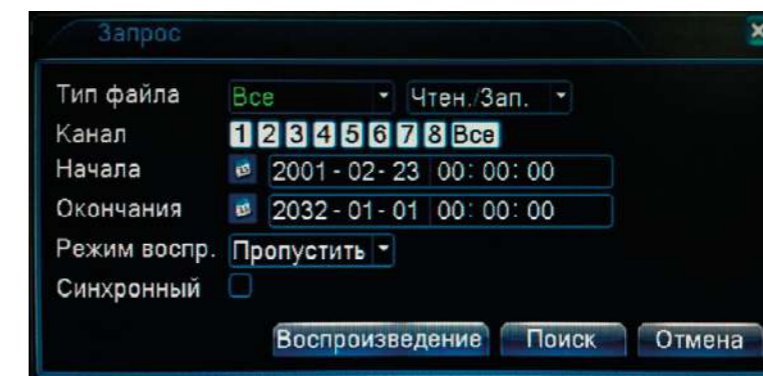 Запрос
Тип файла Все Чтен./Зап.
Канал 1 2 3 4 5 6 7 8 Все
Начала 2001 - 02 - 23 00: 00: 00
Окончания 2032 - 01 - 01 00: 00: 00
Режим воспр. Пропустить
Синхронный
Воспроизведение Поиск Отмена